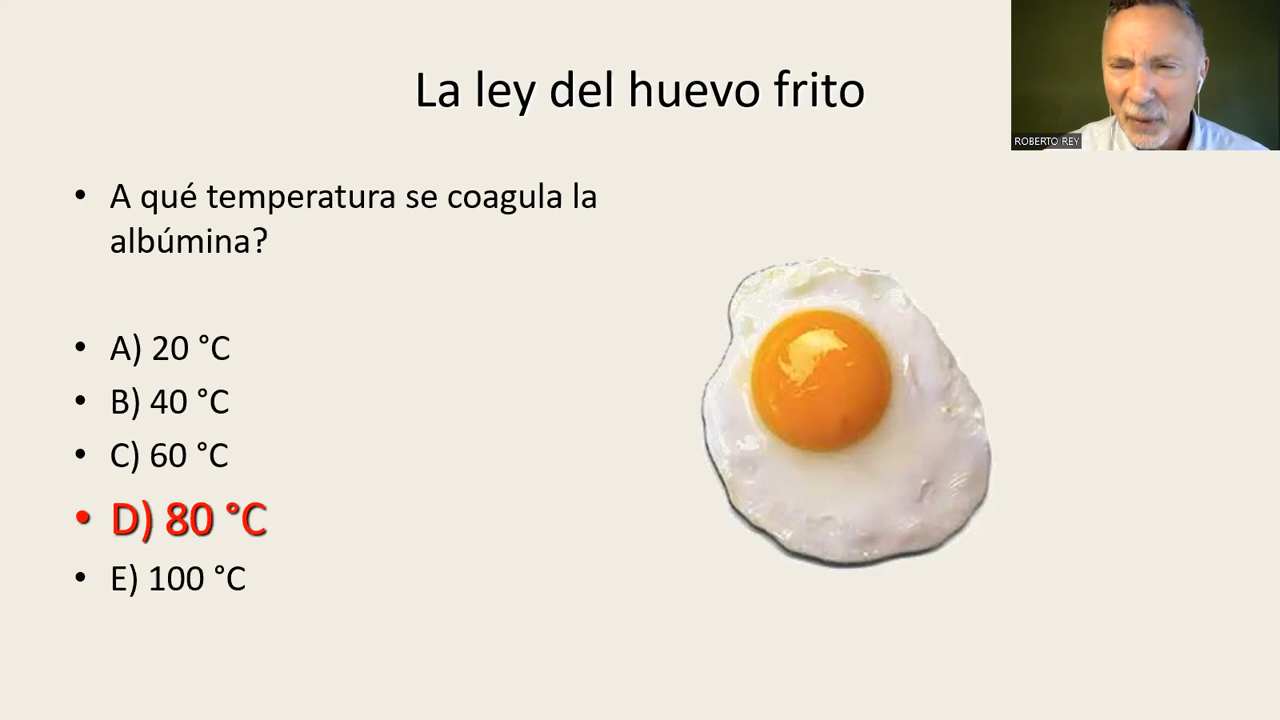 La ley del huevo frito
ROBERTO REY
• A qué temperatura se coagula la
albúmina?
• A) 20 °C
• B) 40 °C
• C) 60 °C
• D) 80 °C
• E) 100 °C